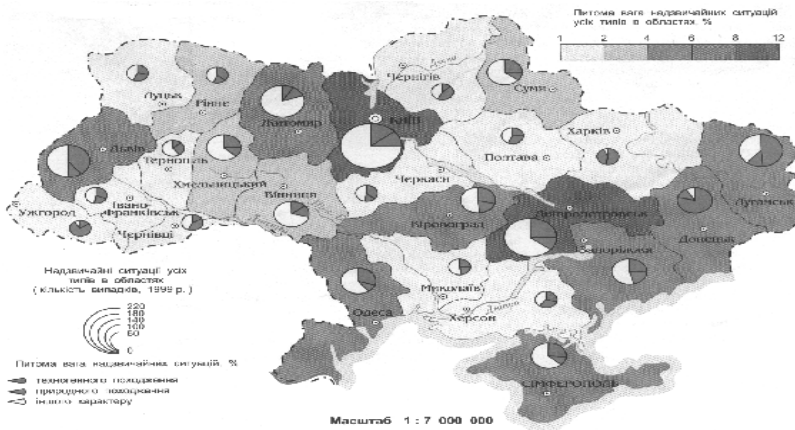 Питома вага надзвичайних ситуацій
усіх типів в областях, %
1 2 4 6 8 12
Чернігів
Суми
Луцьк
Рівне
Житомир
Київ
Львів
Тернопіль
Хмельницький
Вінниця
Черкаси
Полтава
Харків
Луганськ
Ужгород
Івано-
Франківськ
Чернівці
Кіровоград
Дніпропетровськ
Запоріжжя
Донецьк
Миколаїв
Одеса
Херсон
Дніпро
СІМФЕРОПОЛЬ
Надзвичайні ситуації усіх
типів в областях
( кількість випадків, 1999 р. )
220
180
140
100
60
0
Питома вага надзвичайних ситуацій, %
техногенного походження
природного походження
іншого характеру
Масштаб 1 : 7 000 000